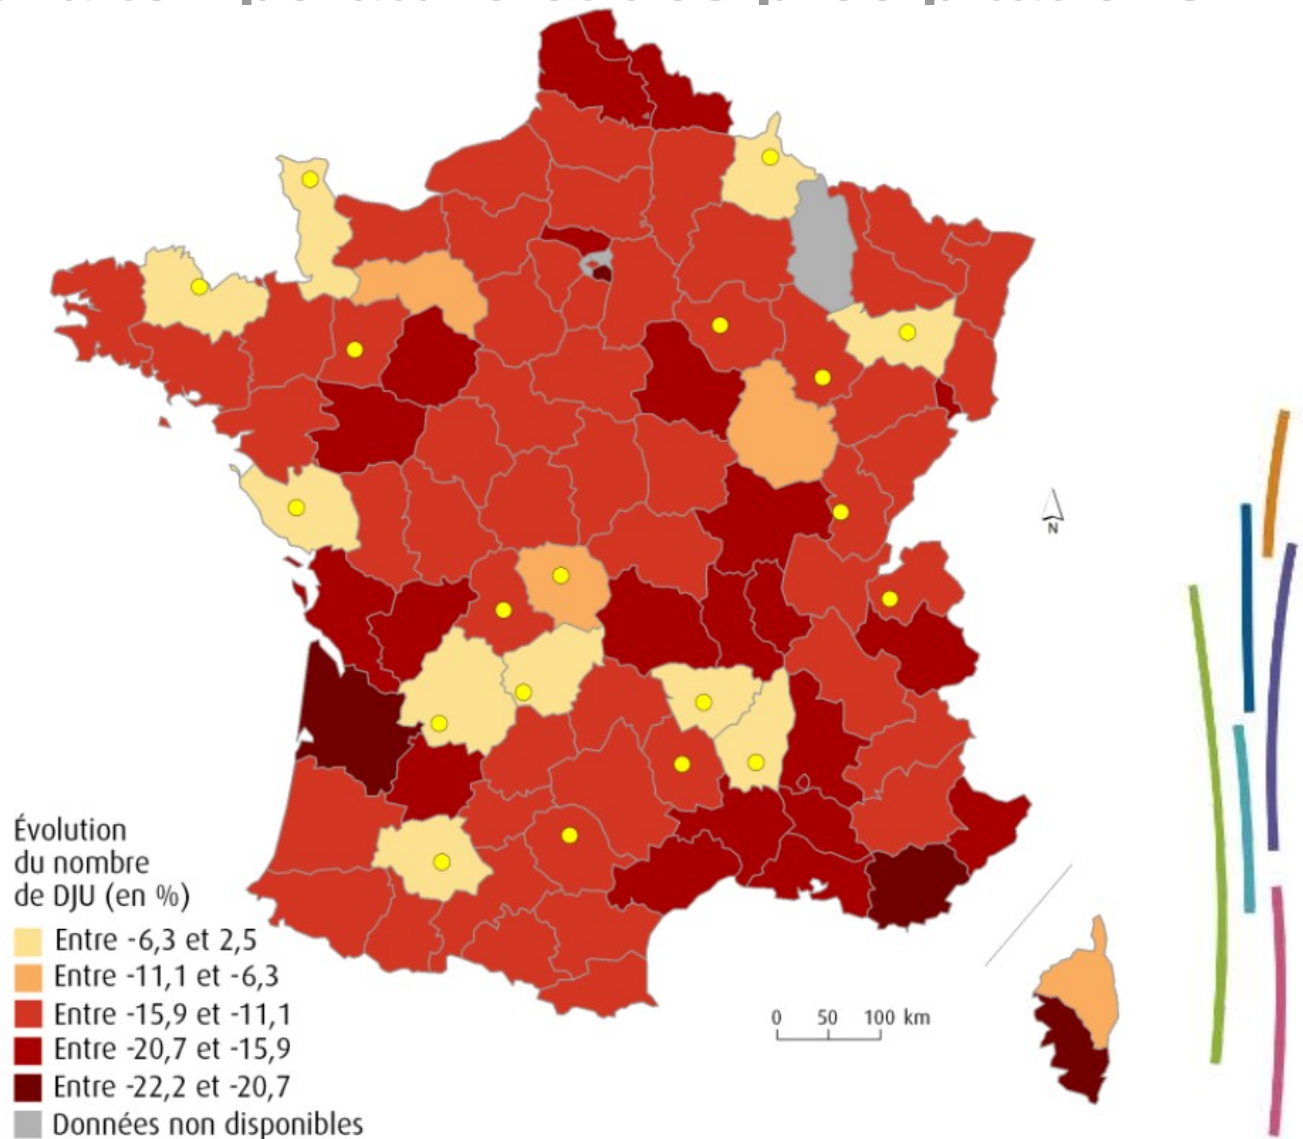 N
Évolution
du nombre
de DJU (en %)
Entre -6,3 et 2,5
Entre -11,1 et -6,3
Entre -15,9 et -11,1
Entre -20,7 et -15,9
Entre -22,2 et -20,7
Données non disponibles
0 50 100 km